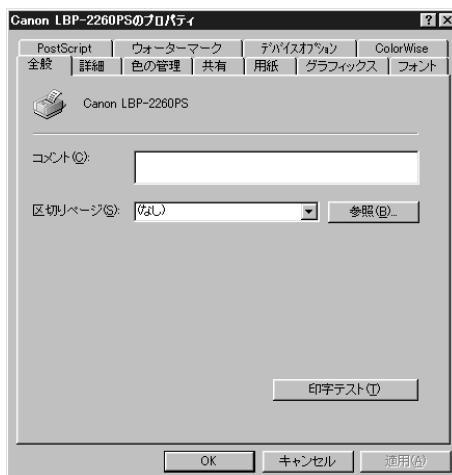 Canon LBP-2260PSのプロパティ
PostScript ウォーターマーク デバイスオプション ColorWise
全般 詳細 色の管理 共有 用紙 グラフィックス フォント
Canon LBP-2260PS
コメント(C):
区切りページ(S): (なし) 参照(B)...
印字テスト(T)
OK キャンセル 適用(A)